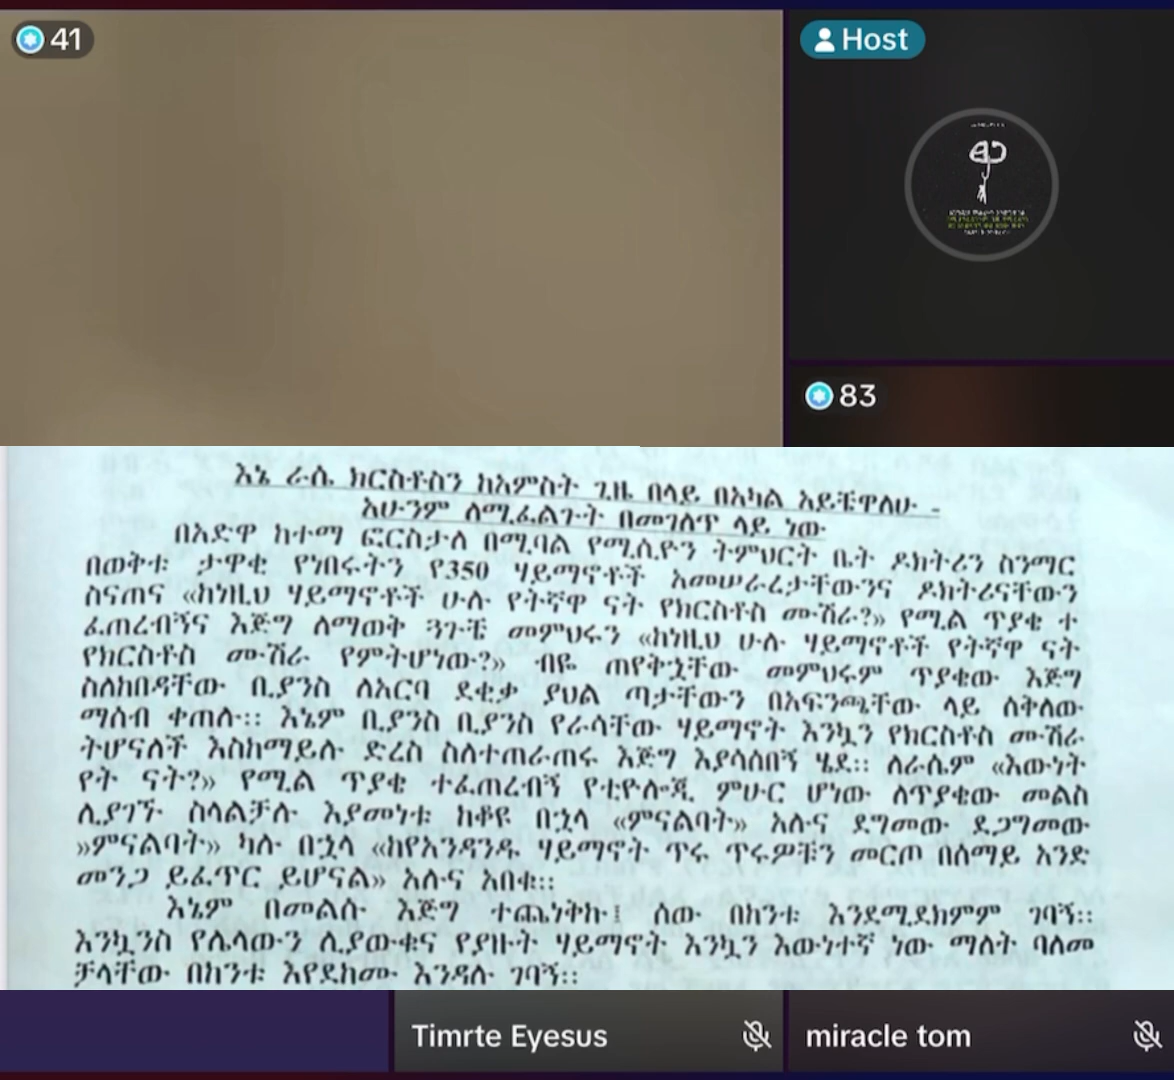 41
Host
83
እኔ ራሴ ክርስቶስን ከአምስት ጊዜ በላይ በአካል አይቼዋለሁ -
አሁንም ለሚፈልጉት በመገለጥ ላይ ነው
በአድዋ ከተማ ፎርስታለ በሚባል የሚሲዮን ትምህርት ቤት ዶክትሪን ስንማር
በወቅቱ ታዋቂ የነበሩትን የ350 ሃይማኖቶች አመሠራረታቸውንና ዶክትሪናቸውን
ስናጠና «ከነዚህ ሃይማኖቶች ሁሉ የትኛዋ ናት የክርስቶስ ሙሽራ?» የሚል ጥያቄ ተ
ፈጠረብኝና እጅግ ለማወቅ ጓጉቼ መምህሩን «ከነዚህ ሁሉ ሃይማኖቶች የትኛዋ ናት
የክርስቶስ ሙሽራ የምትሆነው?» ብዬ ጠየቅኋቸው መምህሩም ጥያቄው እጅግ
ስለከበዳቸው ቢያንስ ለአርባ ደቂቃ ያህል ጣታቸውን በአፍንጫቸው ላይ ሰቅለው
ማሰብ ቀጠሉ:: እኔም ቢያንስ ቢያንስ የራሳቸው ሃይማኖት እንኳን የክርስቶስ ሙሽራ
ትሆናለች እስከማይሉ ድረስ ስለተጠራጠሩ እጅግ እያሳሰበኝ ሄደ:: ለራሴም «እውነት
የት ናት?» የሚል ጥያቄ ተፈጠረብኝ የቲዮሎጂ ምሁር ሆነው ለጥያቄው መልስ
ሊያገኙ ስላልቻሉ እያመነቱ ከቆዩ በኋላ «ምናልባት» አሉና ደግመው ደጋግመው
»ምናልባት» ካሉ በኋላ «ከየአንዳንዱ ሃይማኖት ጥሩ ጥሩዎቹን መርጦ በሰማይ አንድ
መንጋ ይፈጥር ይሆናል» አሉና አበቁ::
እኔም በመልሱ እጅግ ተጨነቅኩ፤ ሰው በከንቱ እንደሚደክምም ገባኝ::
እንኳንስ የሌላውን ሊያውቁና የያዙት ሃይማኖት እንኳን እውነተኛ ነው ማለት ባለመ
ቻላቸው በከንቱ እየደከሙ እንዳሉ ገባኝ::
Timrte Eyesus
miracle tom